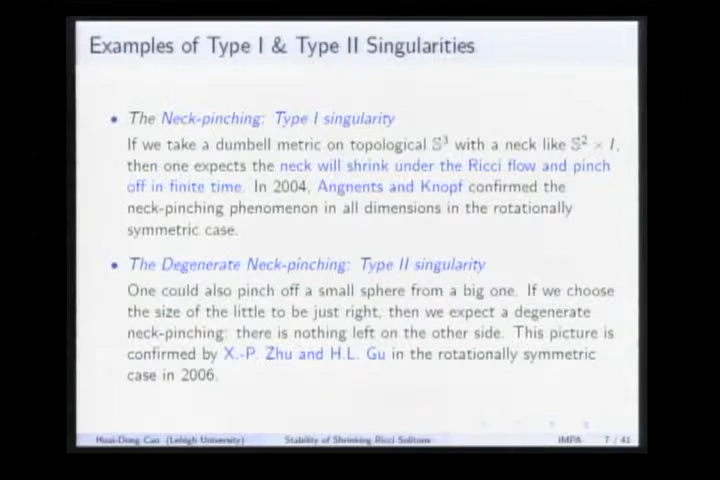 Examples of Type I & Type II Singularities
• The Neck-pinching: Type I singularity
If we take a dumbell metric on topological 𝕊³ with a neck like 𝕊² × I,
then one expects the neck will shrink under the Ricci flow and pinch
off in finite time. In 2004, Angnents and Knopf confirmed the
neck-pinching phenomenon in all dimensions in the rotationally
symmetric case.
• The Degenerate Neck-pinching: Type II singularity
One could also pinch off a small sphere from a big one. If we choose
the size of the little to be just right, then we expect a degenerate
neck-pinching: there is nothing left on the other side. This picture is
confirmed by X.-P. Zhu and H.L. Gu in the rotationally symmetric
case in 2006.
Huai-Dong Cao (Lehigh University) Stability of Shrinking Ricci Solitons IMPA 7 / 41